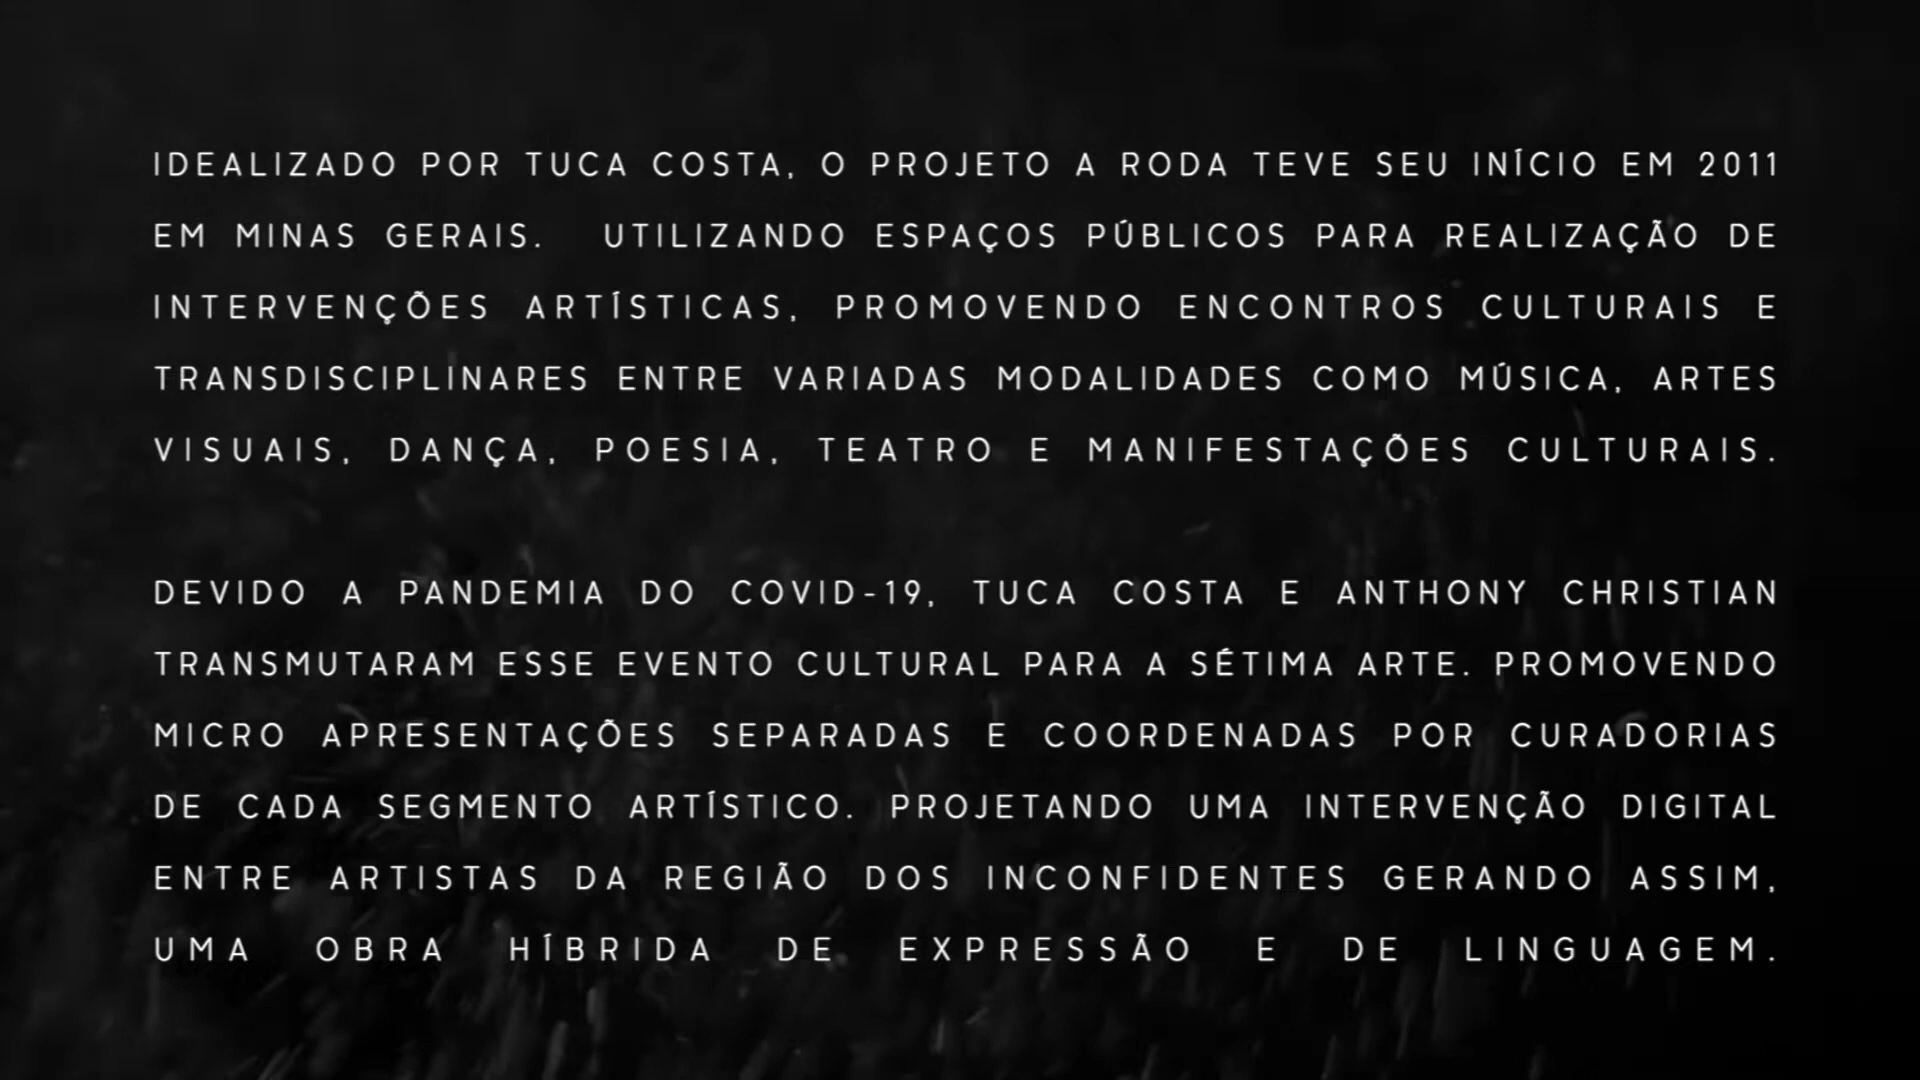 IDEALIZADO POR TUCA COSTA, O PROJETO A RODA TEVE SEU INÍCIO EM 2011
EM MINAS GERAIS. UTILIZANDO ESPAÇOS PÚBLICOS PARA REALIZAÇÃO DE
INTERVENÇÕES ARTÍSTICAS, PROMOVENDO ENCONTROS CULTURAIS E
TRANSDISCIPLINARES ENTRE VARIADAS MODALIDADES COMO MÚSICA, ARTES
VISUAIS, DANÇA, POESIA, TEATRO E MANIFESTAÇÕES CULTURAIS.
DEVIDO A PANDEMIA DO COVID-19, TUCA COSTA E ANTHONY CHRISTIAN
TRANSMUTARAM ESSE EVENTO CULTURAL PARA A SÉTIMA ARTE. PROMOVENDO
MICRO APRESENTAÇÕES SEPARADAS E COORDENADAS POR CURADORIAS
DE CADA SEGMENTO ARTÍSTICO. PROJETANDO UMA INTERVENÇÃO DIGITAL
ENTRE ARTISTAS DA REGIÃO DOS INCONFIDENTES GERANDO ASSIM,
UMA OBRA HÍBRIDA DE EXPRESSÃO E DE LINGUAGEM.